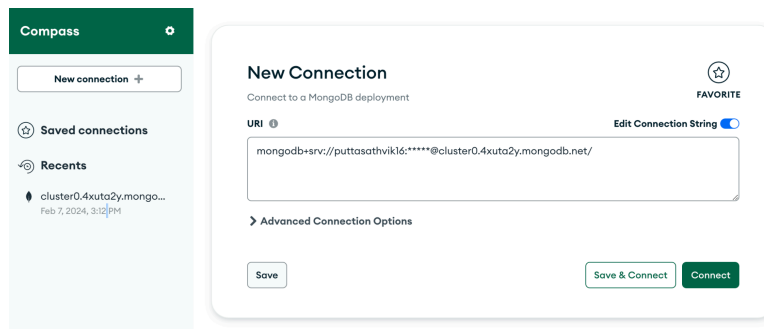 Compass
New connection +
Saved connections
Recents
cluster0.4xuta2y.mongo...
Feb 7, 2024, 3:12 PM
New Connection
FAVORITE
Connect to a MongoDB deployment
URI
Edit Connection String
mongodb+srv://puttasathvik16:*****@cluster0.4xuta2y.mongodb.net/
Advanced Connection Options
Save
Save & Connect
Connect